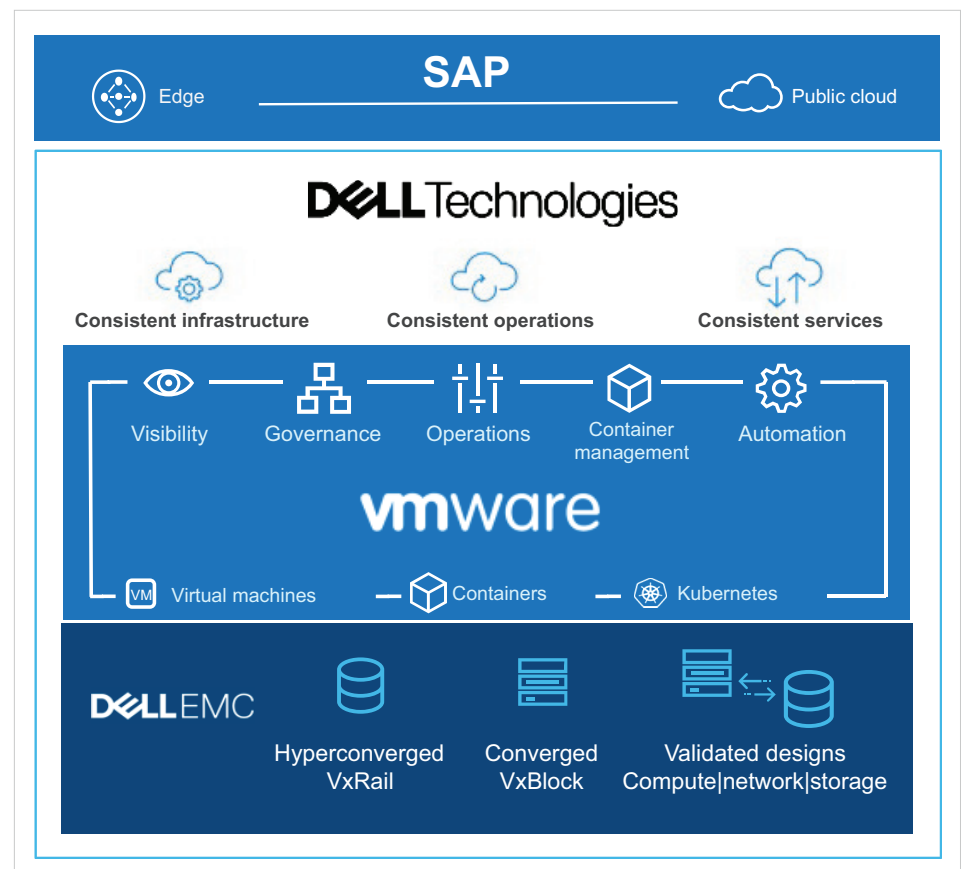 SAP
Edge
Public cloud
DELLTechnologies
Consistent infrastructure
Consistent operations
Consistent services
Visibility
Governance
Operations
Container
management
Automation
vmware
VM
Virtual machines
Containers
Kubernetes
DELLEMC
Hyperconverged
VxRail
Converged
VxBlock
Validated designs
Compute|network|storage